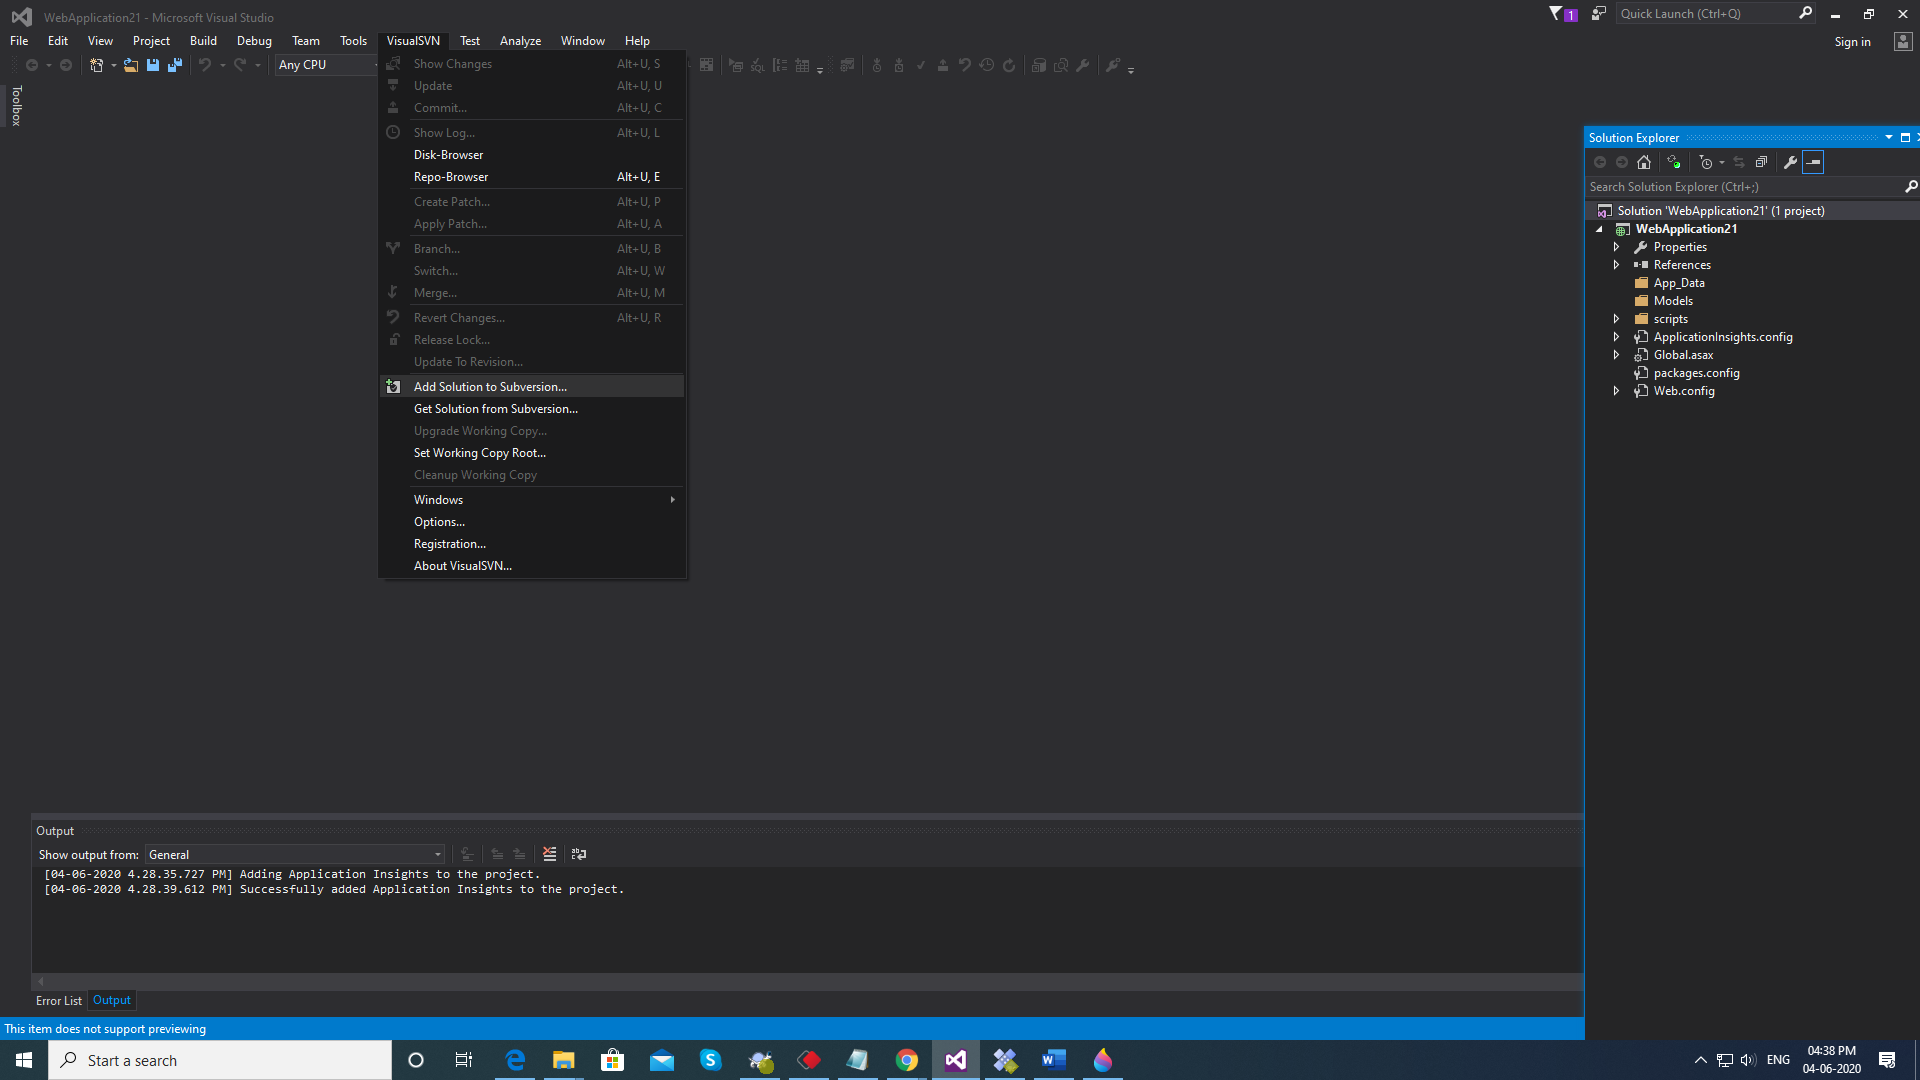 WebApplication21 - Microsoft Visual Studio
1
Quick Launch (Ctrl+Q)
File Edit View Project Build Debug Team Tools VisualSVN Test Analyze Window Help
Sign in
Any CPU
Toolbox
Show Changes Alt+U, S
Update Alt+U, U
Commit... Alt+U, C
Show Log... Alt+U, L
Disk-Browser
Repo-Browser Alt+U, E
Create Patch... Alt+U, P
Apply Patch... Alt+U, A
Branch... Alt+U, B
Switch... Alt+U, W
Merge... Alt+U, M
Revert Changes... Alt+U, R
Release Lock...
Update To Revision...
Add Solution to Subversion...
Get Solution from Subversion...
Upgrade Working Copy...
Set Working Copy Root...
Cleanup Working Copy
Windows
Options...
Registration...
About VisualSVN...
Solution Explorer
Search Solution Explorer (Ctrl+;)
Solution 'WebApplication21' (1 project)
WebApplication21
Properties
References
App_Data
Models
scripts
ApplicationInsights.config
Global.asax
packages.config
Web.config
Output
Show output from: General
[04-06-2020 4.28.35.727 PM] Adding Application Insights to the project.
[04-06-2020 4.28.39.612 PM] Successfully added Application Insights to the project.
Error List Output
This item does not support previewing
Start a search
ENG
04:38 PM
04-06-2020